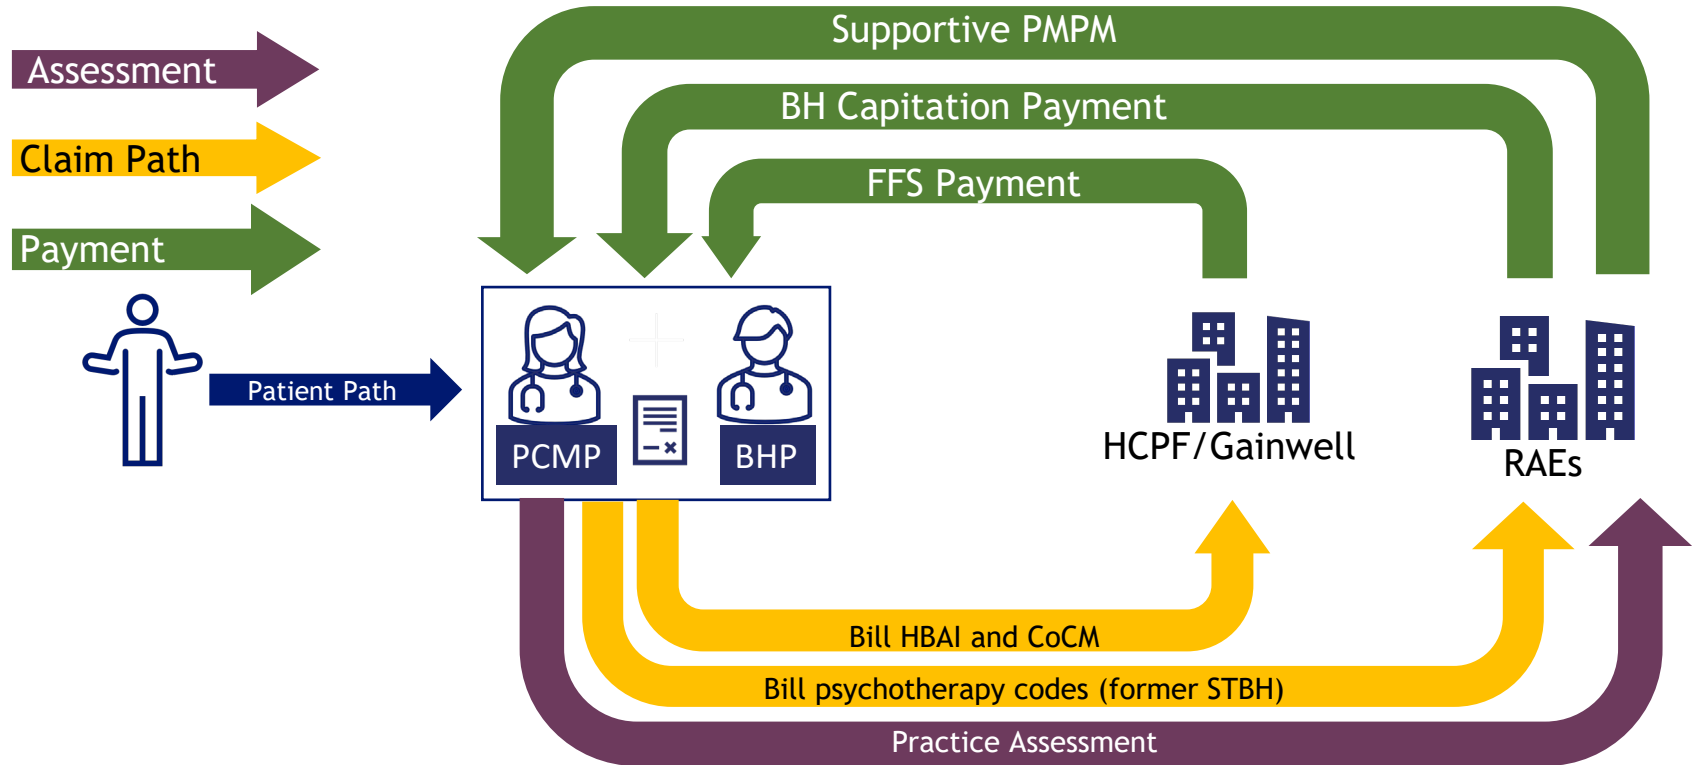 Supportive PMPM
Assessment
BH Capitation Payment
Claim Path
FFS Payment
Payment
Patient Path
PCMP
BHP
HCPF/Gainwell
RAEs
Bill HBAI and CoCM
Bill psychotherapy codes (former STBH)
Practice Assessment